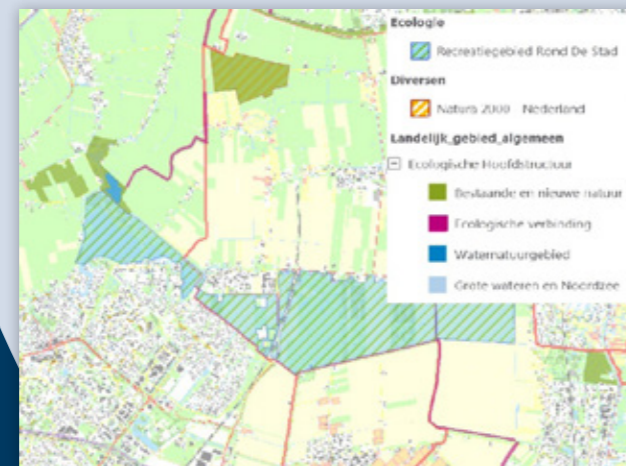 Ecologie
Recreatiegebied Rond De Stad
Diversen
Natura 2000 Nederland
Landelijk_gebied_algemeen
Ecologische Hoofdstructuur
Bestaande en nieuwe natuur
Ecologische verbinding
Waternatuurgebied
Grote wateren en Noordzee